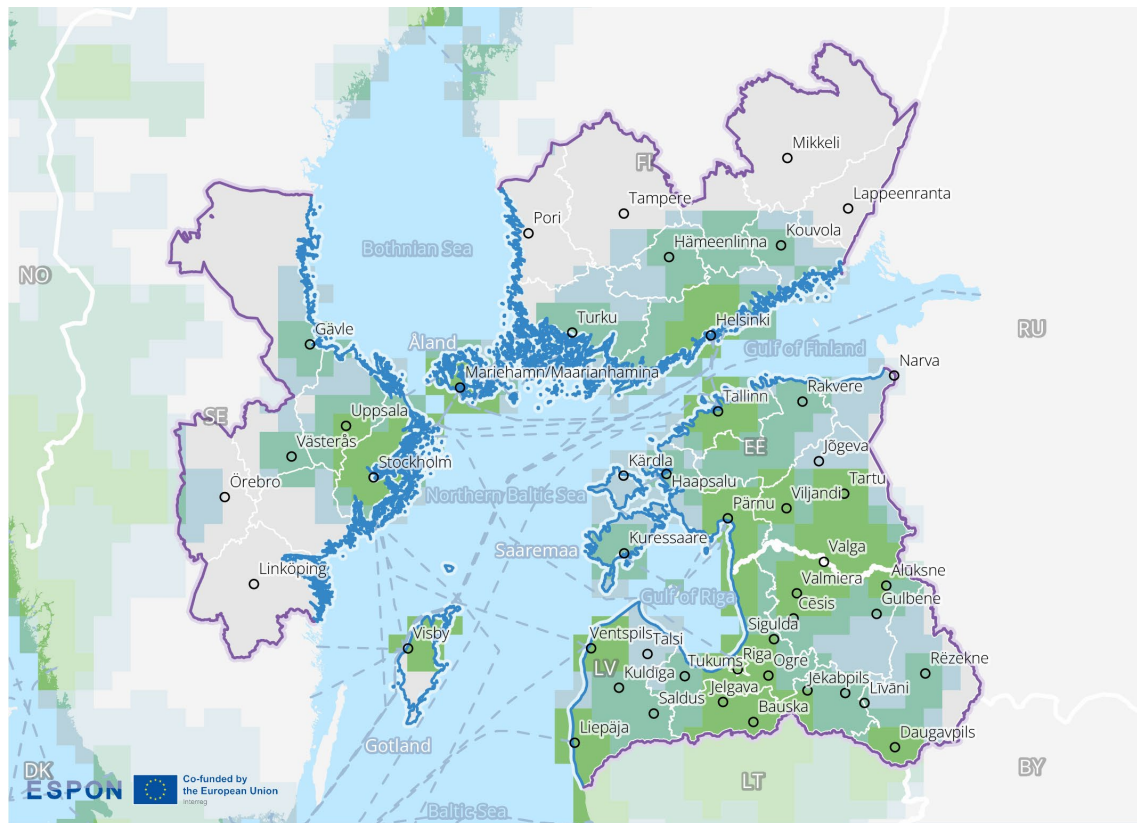 Mikkeli
FI
Lappeenranta
Tampere
Pori
Kouvola
Hämeenlinna
Bothnian Sea
NO
Turku
Helsinki
RU
Gävle
Åland
Gulf of Finland
Mariehamn/Maarianhamina
Narva
Rakvere
Tallinn
SE
Uppsala
EE
Västerås
Jõgeva
Stockholm
Kärdla
Örebro
Haapsalu
Tartu
Viljandi
Northern Baltic Sea
Pärnu
Kuressaare
Saaremaa
Valga
Linköping
Valmiera
Alūksne
Cēsis
Gulbene
Gulf of Riga
Sigulda
Visby
Ventspils
Talsi
Rīga
Ogre
Rēzekne
LV
Tukums
Kuldīga
Jēkabpils
Līvāni
Jelgava
Saldus
Bauska
Liepāja
Daugavpils
Gotland
DK
LT
BY
ESPON
Co-funded by
the European Union
Interreg
Baltic Sea